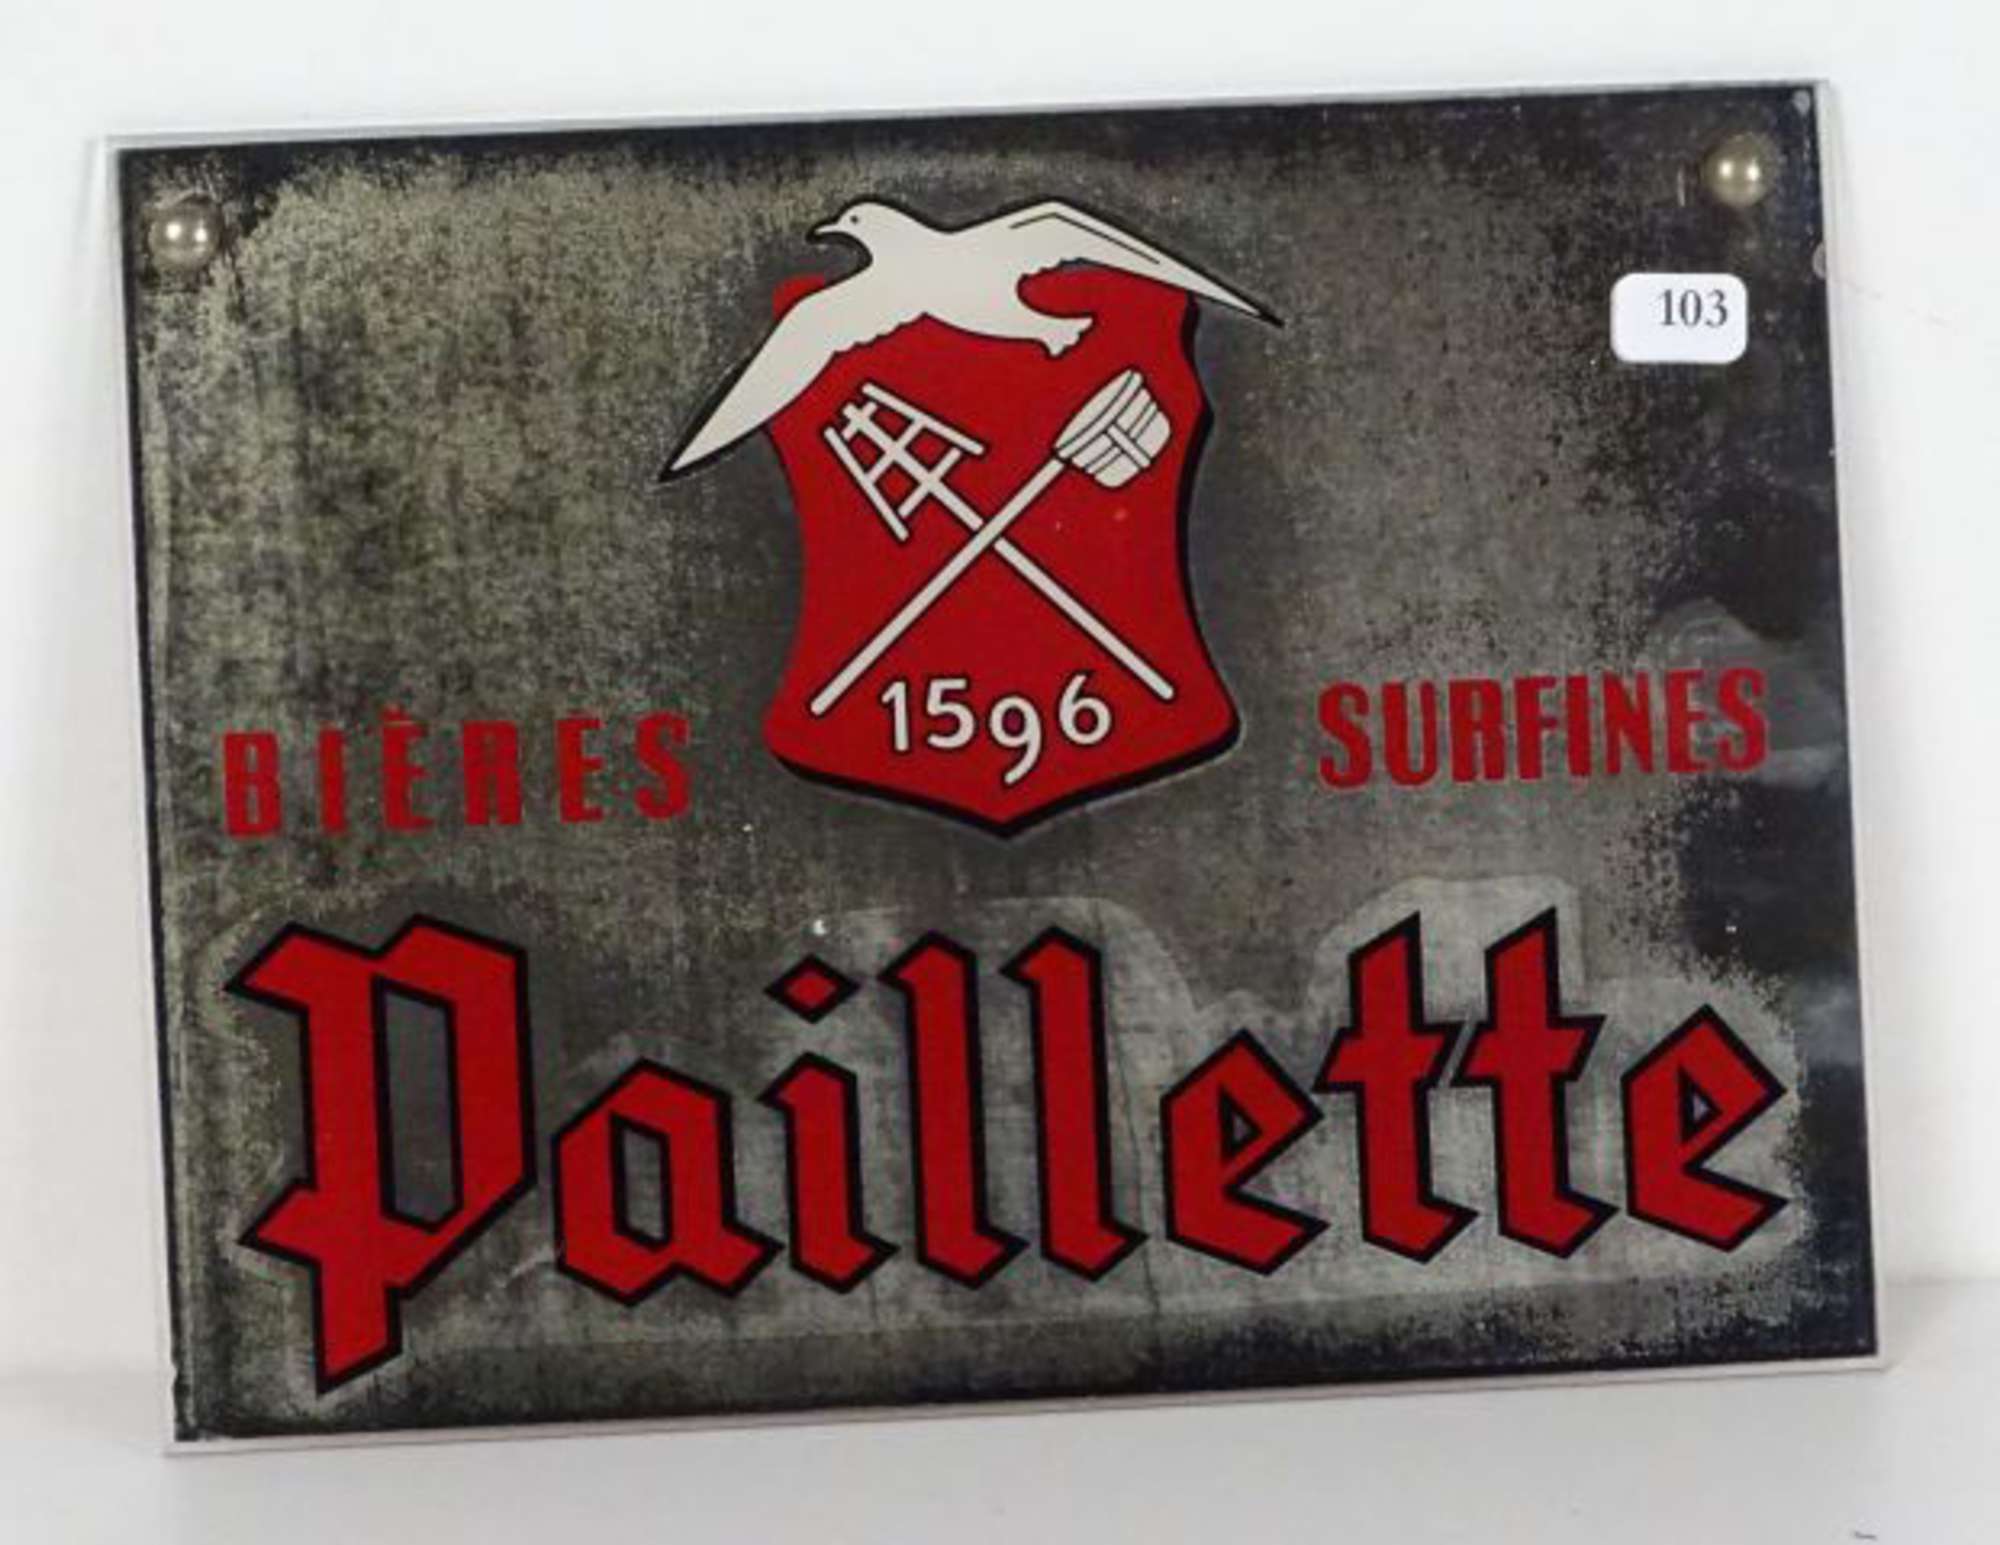 103
1596
BIÈRES SURFINES
Paillette